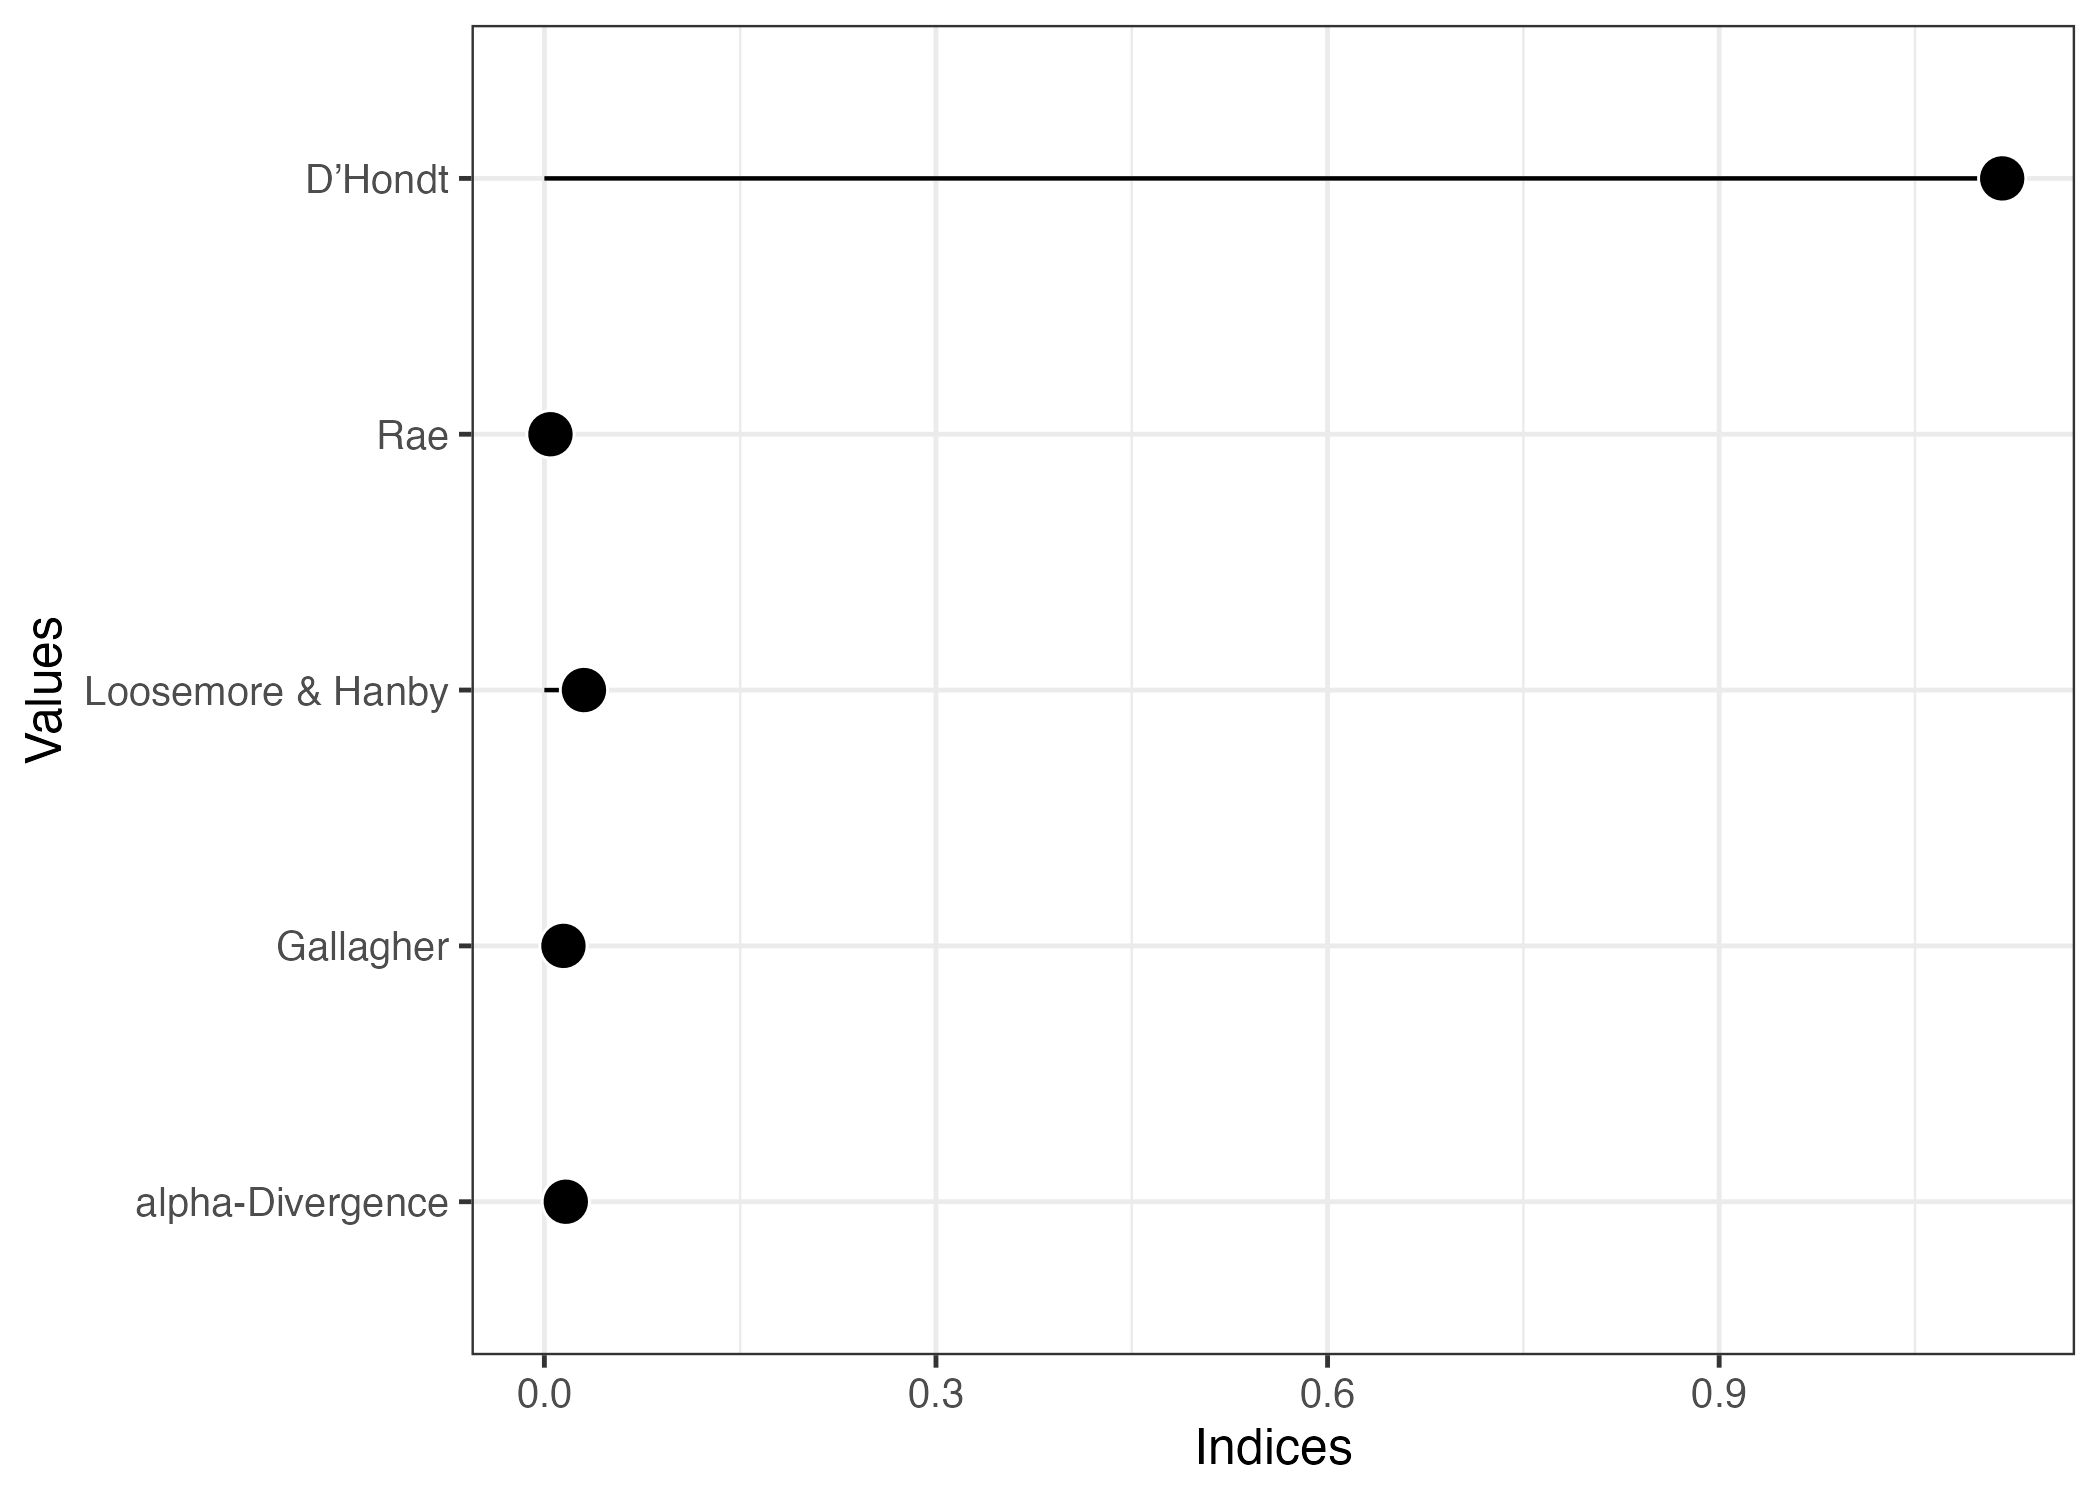 D’Hondt
Rae
Loosemore & Hanby
Gallagher
alpha-Divergence
Values
0.0 0.3 0.6 0.9
Indices